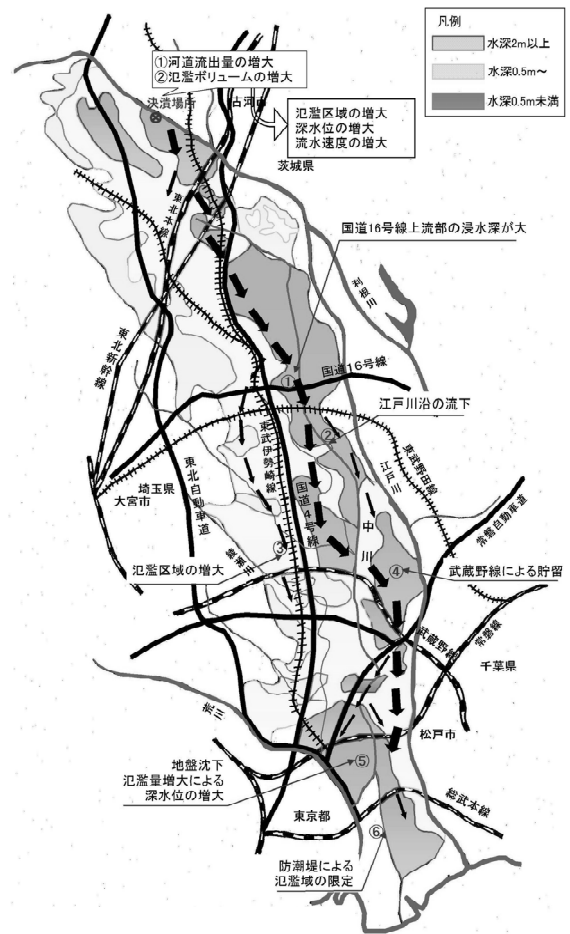 凡例
水深2m以上
水深0.5m~
水深0.5m未満
①河道流出量の増大
②氾濫ボリュームの増大
決潰場所
古河市
氾濫区域の増大
深水位の増大
流水速度の増大
茨城県
東北本線
国道16号線上流部の浸水深が大
利根川
東北新幹線
①
国道16号線
江戸川沿の流下
②
東武伊勢崎線
江戸川
東武野田線
埼玉県
大宮市
東北自動車道
国道4号線
中川
常磐自動車道
綾瀬川
③
氾濫区域の増大
④
武蔵野線による貯留
武蔵野線
常磐線
千葉県
荒川
松戸市
地盤沈下
氾濫量増大による
深水位の増大
⑤
東京都
総武本線
⑥
防潮堤による
氾濫域の限定